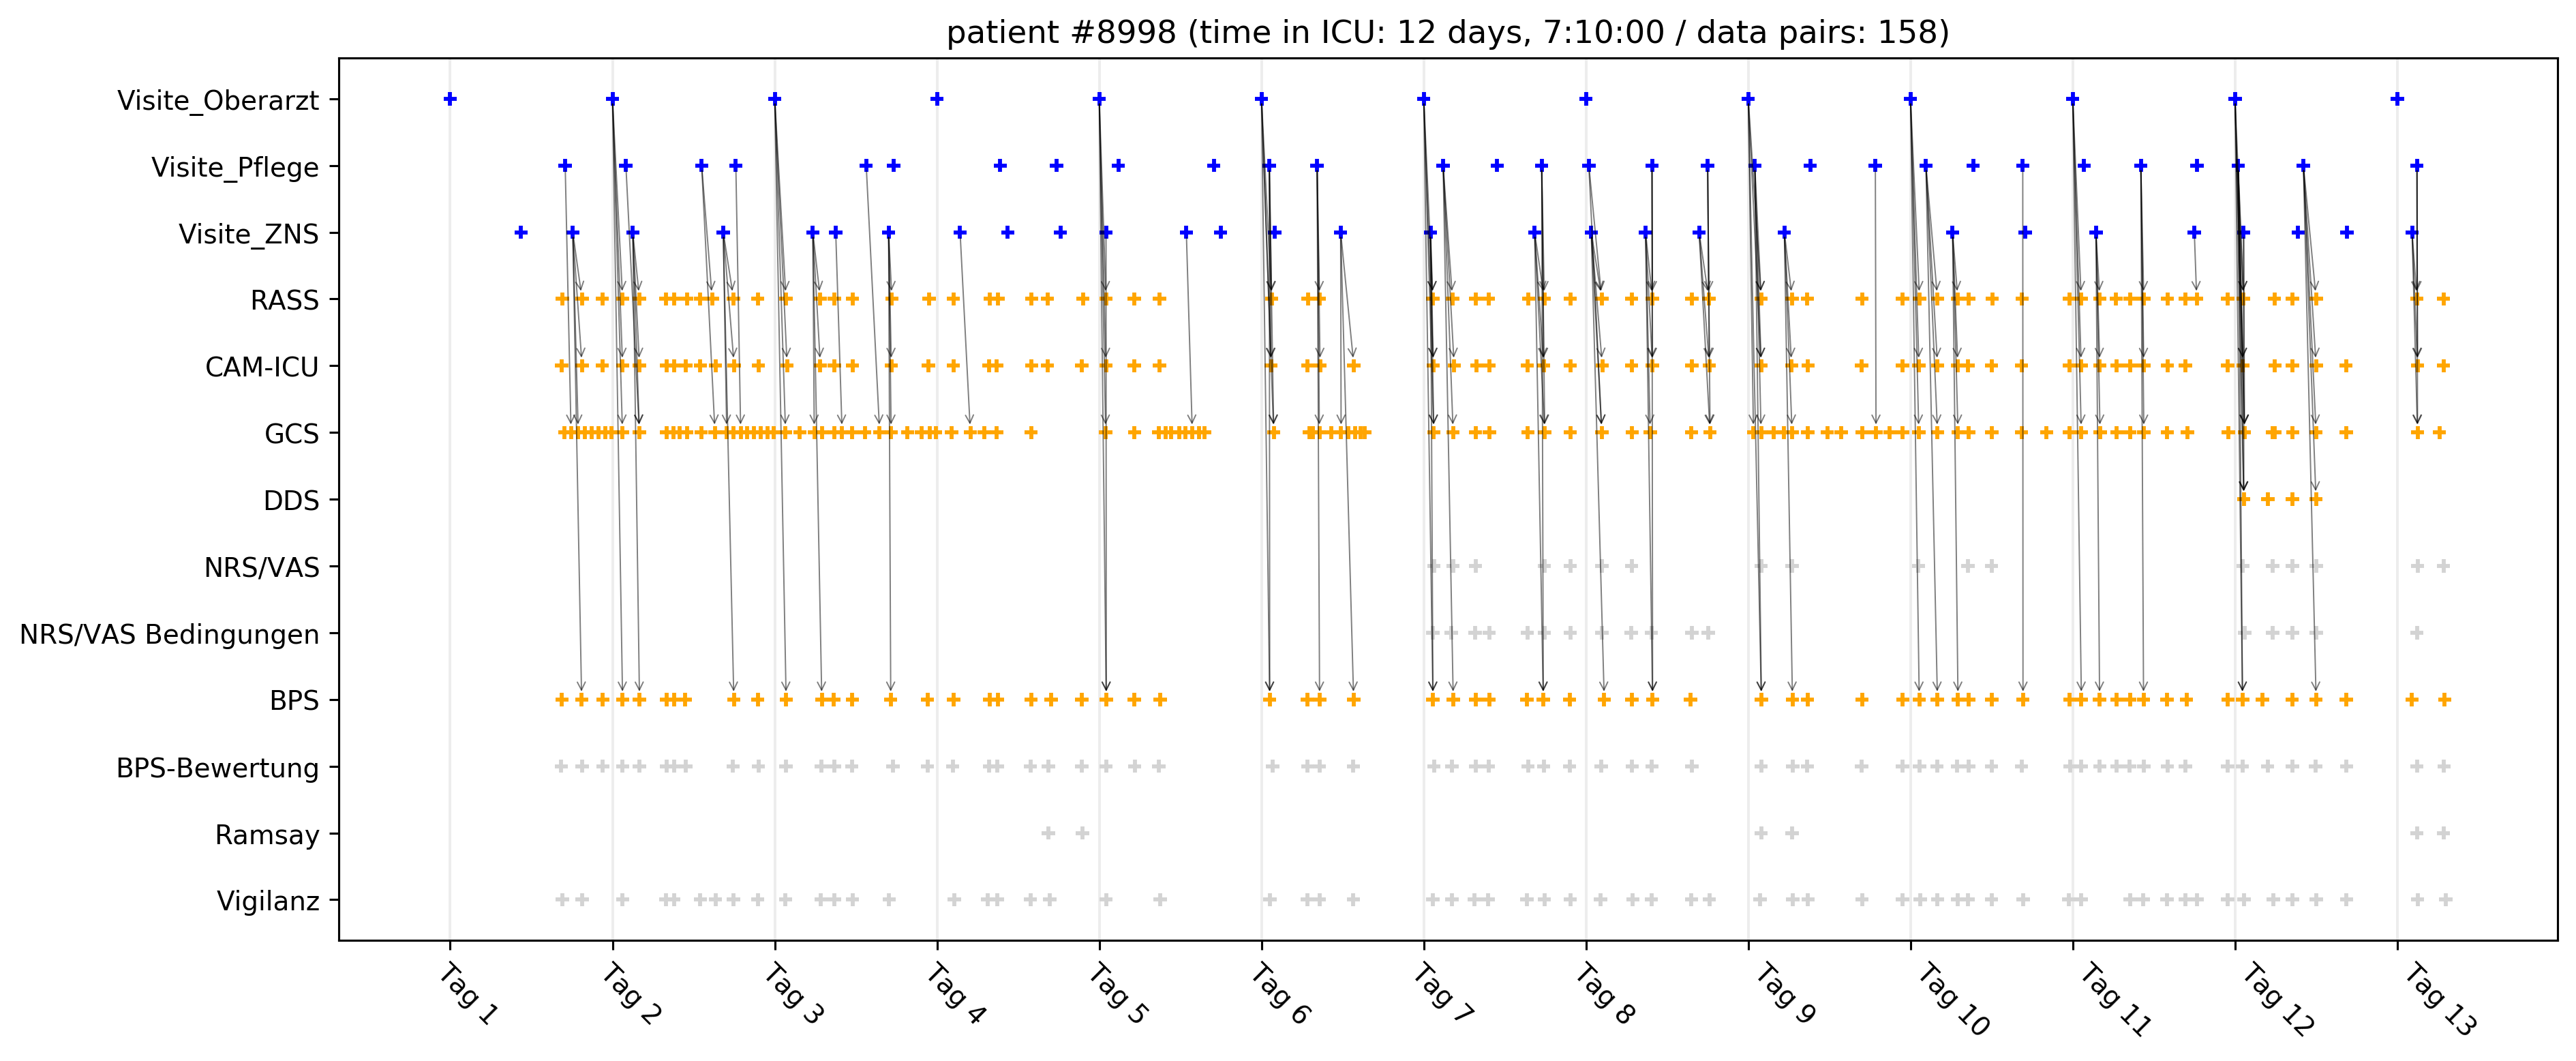 patient #8998 (time in ICU: 12 days, 7:10:00 / data pairs: 158)
Visite_Oberarzt
Visite_Pflege
Visite_ZNS
RASS
CAM-ICU
GCS
DDS
NRS/VAS
NRS/VAS Bedingungen
BPS
BPS-Bewertung
Ramsay
Vigilanz
Tag 1
Tag 2
Tag 3
Tag 4
Tag 5
Tag 6
Tag 7
Tag 8
Tag 9
Tag 10
Tag 11
Tag 12
Tag 13